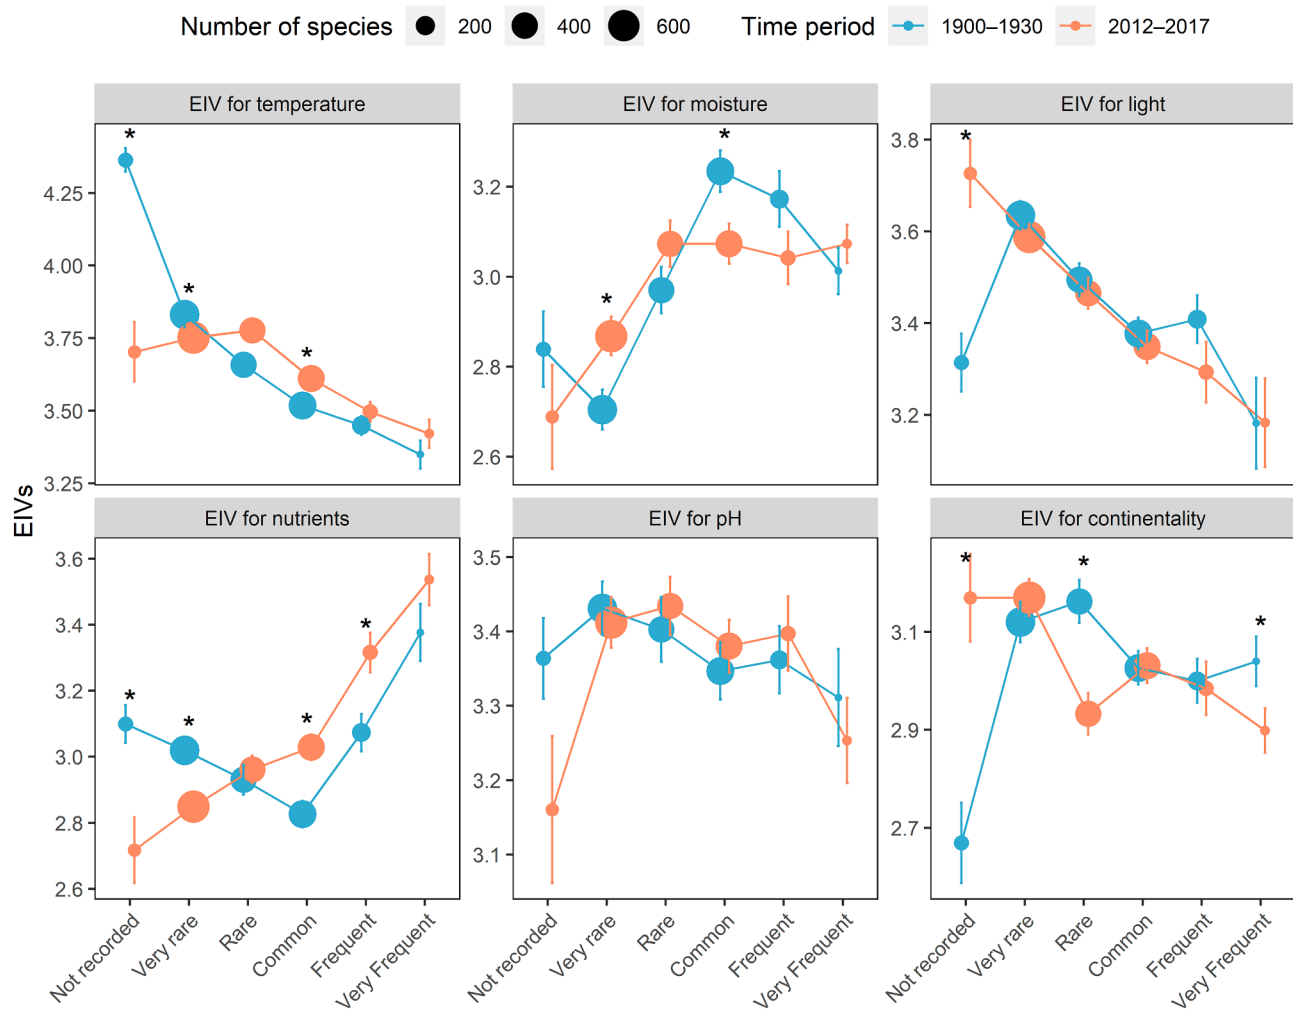 Number of species 200 400 600 Time period 1900–1930 2012–2017
EIV for temperature EIV for moisture EIV for light
* * *
* * *
4.25 4.00 3.75 3.50 3.25
3.2 3.0 2.8 2.6
3.8 3.6 3.4 3.2
EIVs
EIV for nutrients EIV for pH EIV for continentality
* * * *
* * *
3.6 3.4 3.2 3.0 2.8 2.6
3.5 3.4 3.3 3.2 3.1
3.1 2.9 2.7
Not recorded Very rare Rare Common Frequent Very Frequent
Not recorded Very rare Rare Common Frequent Very Frequent
Not recorded Very rare Rare Common Frequent Very Frequent